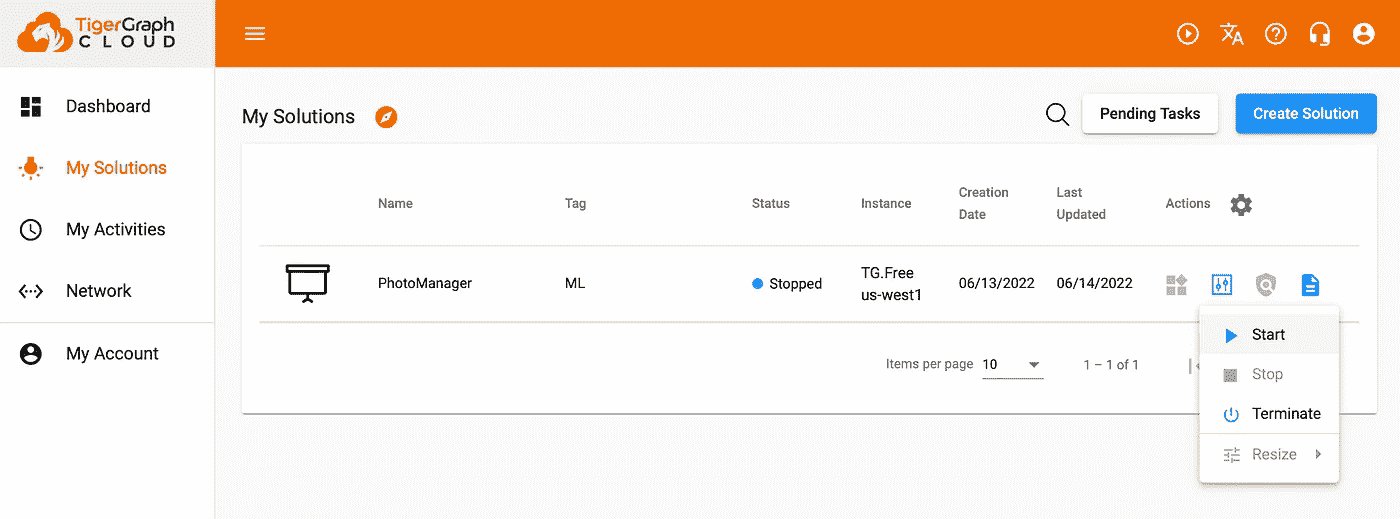 TigerGraph
CLOUD
Dashboard
My Solutions
My Activities
Network
My Account
My Solutions
Pending Tasks
Create Solution
Name
Tag
Status
Instance
Creation
Date
Last
Updated
Actions
PhotoManager
ML
Stopped
TG.Free
us-west1
06/13/2022
06/14/2022
Items per page
10
1 – 1 of 1
Start
Stop
Terminate
Resize